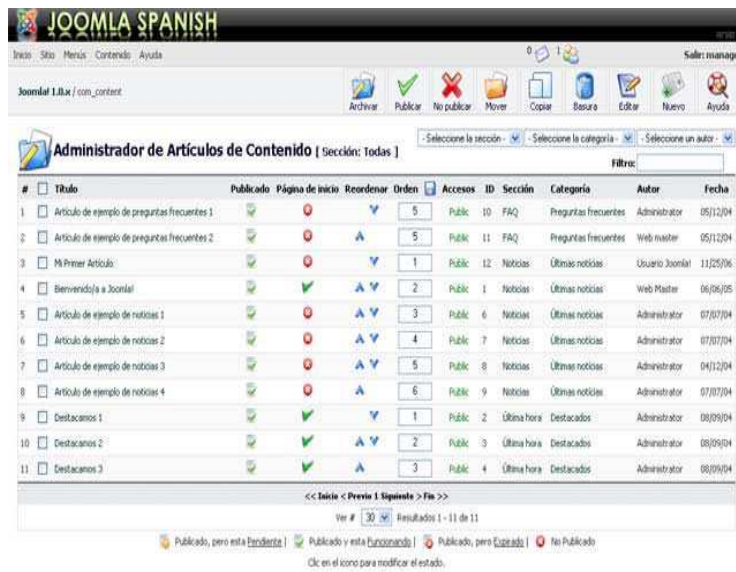 JOOMLA SPANISH
Inicio Sitio Menús Contenido Ayuda 0 1 Salir: manag
Joomla! 1.0.x / com_content
Archivar Publicar No publicar Mover Copiar Basura Editar Nuevo Ayuda
- Seleccione la sección - - Seleccione la categoría - - Seleccione un autor -
Administrador de Artículos de Contenido [ Sección: Todas ]
Filtro:
# Título Publicado Página de inicio Reordenar Orden Accesos ID Sección Categoría Autor Fecha
1 Artículo de ejemplo de preguntas frecuentes 1 5 Public 10 FAQ Preguntas frecuentes Administrator 05/12/04
2 Artículo de ejemplo de preguntas frecuentes 2 5 Public 11 FAQ Preguntas frecuentes Web master 05/12/04
3 Mi Primer Artículo 1 Public 12 Noticias Últimas noticias Usuario Joomla! 11/25/06
4 Bienvenido/a a Joomla! 2 Public 1 Noticias Últimas noticias Web Master 06/06/05
5 Artículo de ejemplo de noticias 1 3 Public 6 Noticias Últimas noticias Administrator 07/07/04
6 Artículo de ejemplo de noticias 2 4 Public 7 Noticias Últimas noticias Administrator 07/07/04
7 Artículo de ejemplo de noticias 3 5 Public 8 Noticias Últimas noticias Administrator 04/12/04
8 Artículo de ejemplo de noticias 4 6 Public 9 Noticias Últimas noticias Administrator 07/07/04
9 Destacamos 1 1 Public 2 Última hora Destacados Administrator 08/09/04
10 Destacamos 2 2 Public 3 Última hora Destacados Administrator 08/09/04
11 Destacamos 3 3 Public 4 Última hora Destacados Administrator 08/09/04
<< Inicio < Previo 1 Siguiente > Fin >>
Ver # 30 Resultados 1 - 11 de 11
Publicado, pero esta Pendiente | Publicado y esta Funcionando | Publicado, pero Expirado | No Publicado
Clic en el icono para modificar el estado.